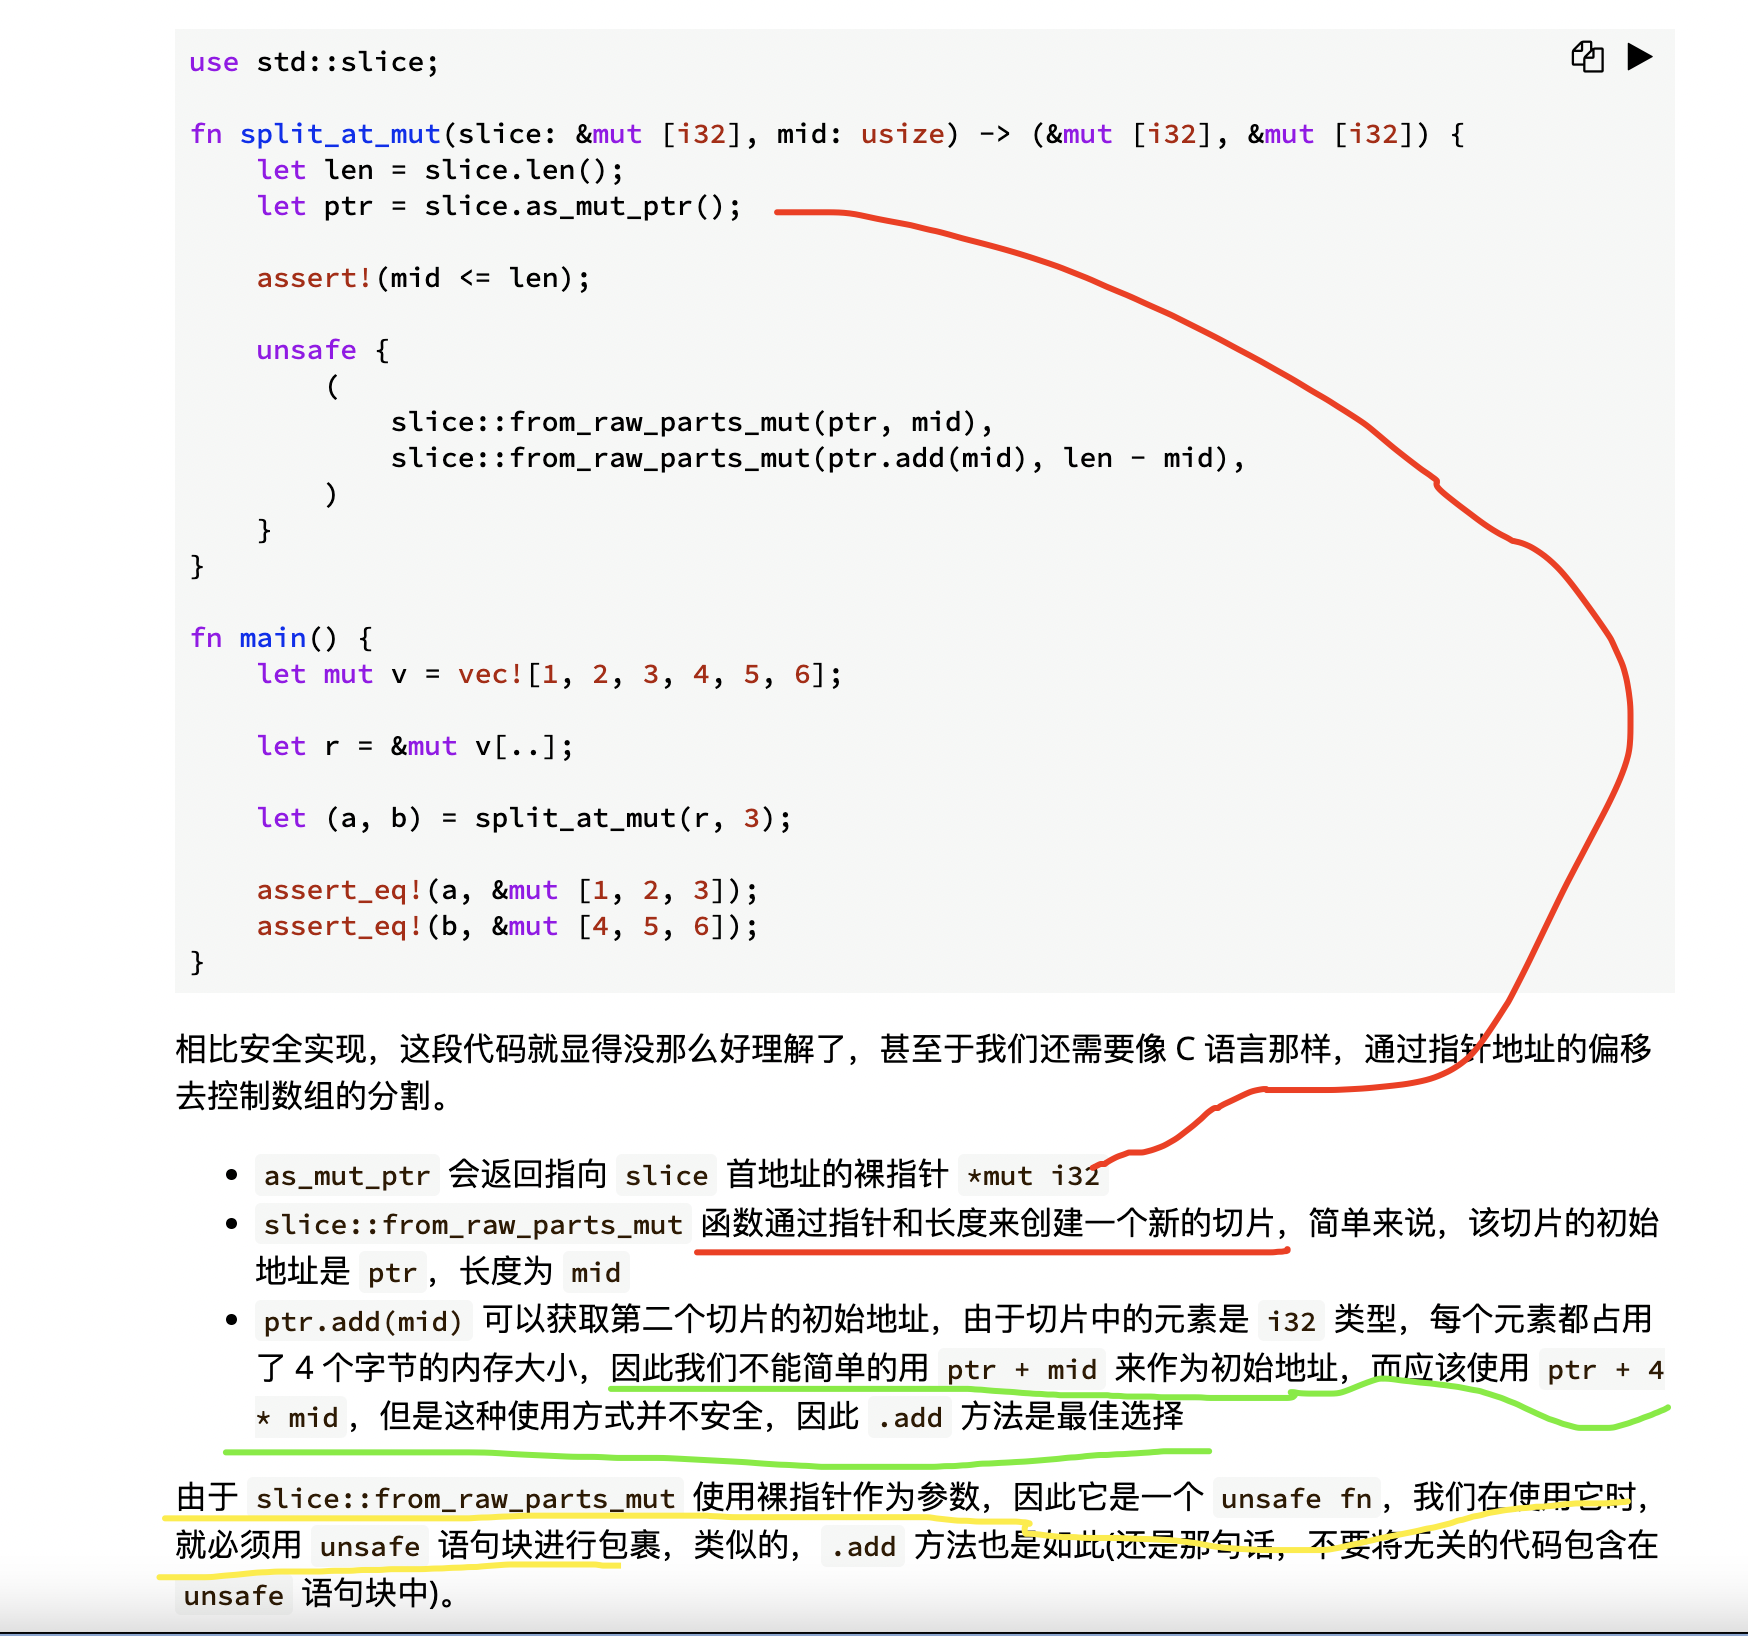 use std::slice;
fn split_at_mut(slice: &mut [i32], mid: usize) -> (&mut [i32], &mut [i32]) {
let len = slice.len();
let ptr = slice.as_mut_ptr();
assert!(mid <= len);
unsafe {
(
slice::from_raw_parts_mut(ptr, mid),
slice::from_raw_parts_mut(ptr.add(mid), len - mid),
)
}
}
fn main() {
let mut v = vec![1, 2, 3, 4, 5, 6];
let r = &mut v[..];
let (a, b) = split_at_mut(r, 3);
assert_eq!(a, &mut [1, 2, 3]);
assert_eq!(b, &mut [4, 5, 6]);
}
相比安全实现，这段代码就显得没那么好理解了，甚至于我们还需要像 C 语言那样，通过指针地址的偏移
去控制数组的分割。
• as_mut_ptr 会返回指向 slice 首地址的裸指针 *mut i32
• slice::from_raw_parts_mut 函数通过指针和长度来创建一个新的切片，简单来说，该切片的初始
地址是 ptr，长度为 mid
• ptr.add(mid) 可以获取第二个切片的初始地址，由于切片中的元素是 i32 类型，每个元素都占用
了 4 个字节的内存大小，因此我们不能简单的用 ptr + mid 来作为初始地址，而应该使用 ptr + 4
* mid，但是这种使用方式并不安全，因此 .add 方法是最佳选择
由于 slice::from_raw_parts_mut 使用裸指针作为参数，因此它是一个 unsafe fn，我们在使用它时，
就必须用 unsafe 语句块进行包裹，类似的，.add 方法也是如此(还是那句话，不要将无关的代码包含在
unsafe 语句块中)。